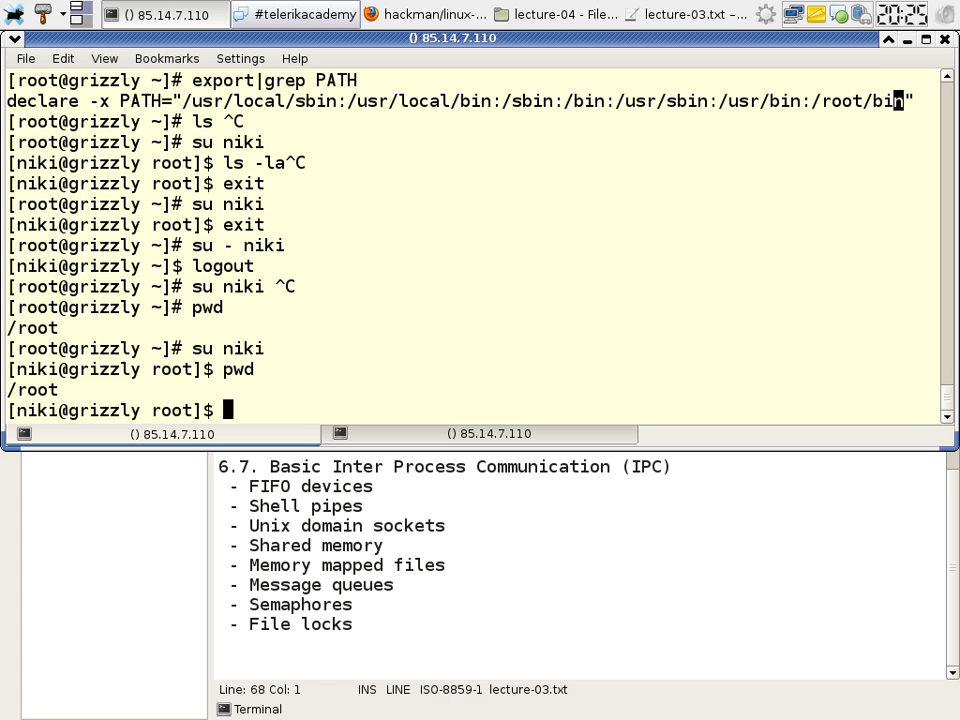 () 85.14.7.110
#telerikacademy
hackman/linux-...
lecture-04 - File...
lecture-03.txt –...
20:25
() 85.14.7.110
File Edit View Bookmarks Settings Help
[root@grizzly ~]# export|grep PATH
declare -x PATH="/usr/local/sbin:/usr/local/bin:/sbin:/bin:/usr/sbin:/usr/bin:/root/bin"
[root@grizzly ~]# ls ^C
[root@grizzly ~]# su niki
[niki@grizzly root]$ ls -la^C
[niki@grizzly root]$ exit
[root@grizzly ~]# su niki
[niki@grizzly root]$ exit
[root@grizzly ~]# su - niki
[niki@grizzly ~]$ logout
[root@grizzly ~]# su niki ^C
[root@grizzly ~]# pwd
/root
[root@grizzly ~]# su niki
[niki@grizzly root]$ pwd
/root
[niki@grizzly root]$
() 85.14.7.110
() 85.14.7.110
6.7. Basic Inter Process Communication (IPC)
- FIFO devices
- Shell pipes
- Unix domain sockets
- Shared memory
- Memory mapped files
- Message queues
- Semaphores
- File locks
Line: 68 Col: 1 INS LINE ISO-8859-1 lecture-03.txt
Terminal